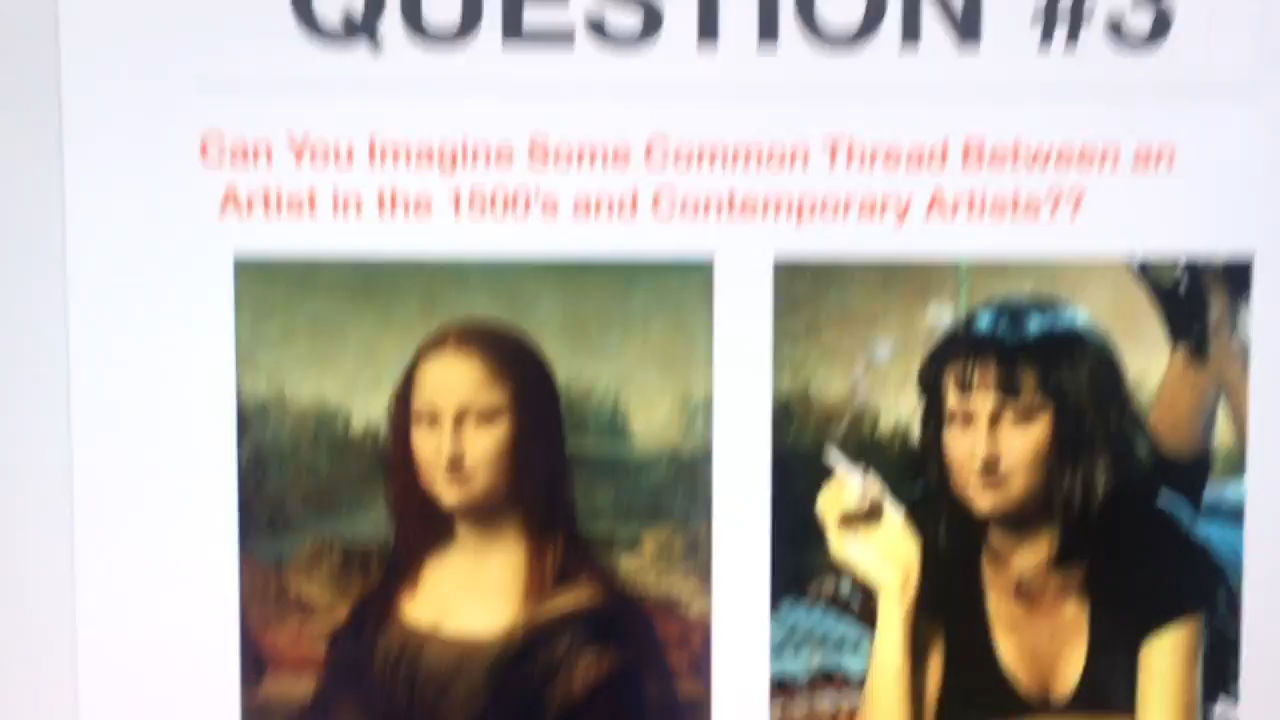 QUESTION #3
Can You Imagine Some Common Thread Between an
Artist in the 1500's and Contemporary Artists??